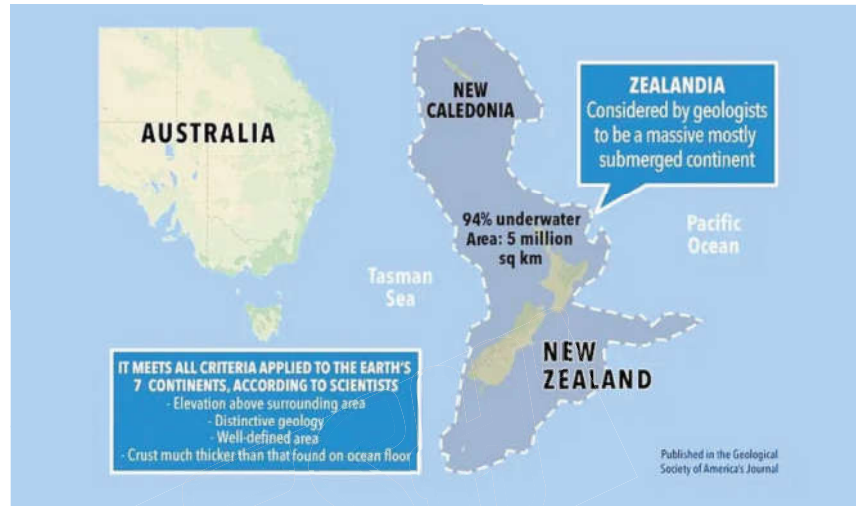 AUSTRALIA
NEW
CALEDONIA
ZEALANDIA
Considered by geologists
to be a massive mostly
submerged continent
94% underwater
Area: 5 million
sq km
Pacific
Ocean
Tasman
Sea
NEW
ZEALAND
IT MEETS ALL CRITERIA APPLIED TO THE EARTH'S
7 CONTINENTS, ACCORDING TO SCIENTISTS
- Elevation above surrounding area
- Distinctive geology
- Well-defined area
- Crust much thicker than that found on ocean floor
Published in the Geological
Society of America's Journal